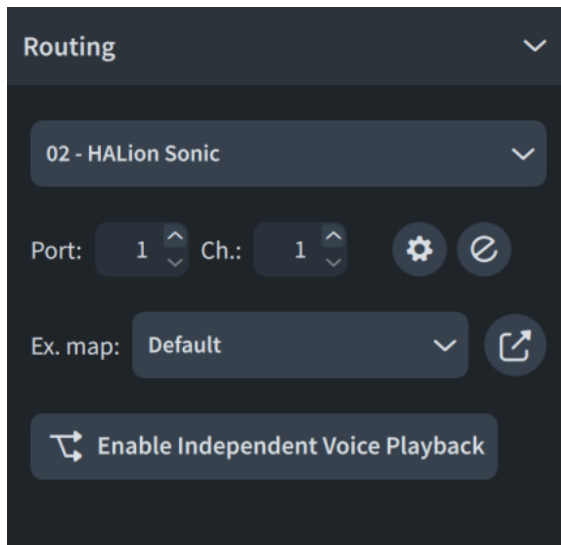 Routing
02 - HALion Sonic
Port: 1 Ch.: 1
Ex. map: Default
Enable Independent Voice Playback